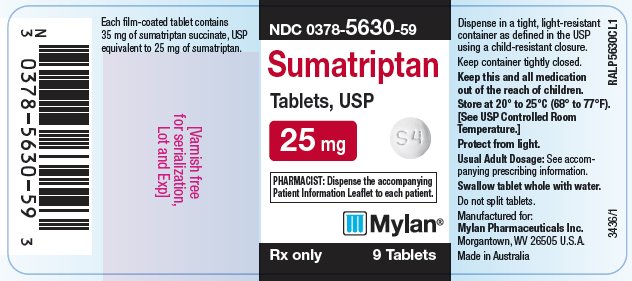 N
3 0378-5630-59 3
Each film-coated tablet contains
35 mg of sumatriptan succinate, USP
equivalent to 25 mg of sumatriptan.
[Varnish free
for serialization,
Lot and Exp]
NDC 0378-5630-59
Sumatriptan
Tablets, USP
25 mg
S4
PHARMACIST: Dispense the accompanying
Patient Information Leaflet to each patient.
Mylan®
Rx only 9 Tablets
Dispense in a tight, light-resistant
container as defined in the USP
using a child-resistant closure.
Keep container tightly closed.
Keep this and all medication
out of the reach of children.
Store at 20° to 25°C (68° to 77°F).
[See USP Controlled Room
Temperature.]
Protect from light.
Usual Adult Dosage: See accom-
panying prescribing information.
Swallow tablet whole with water.
Do not split tablets.
Manufactured for:
Mylan Pharmaceuticals Inc.
Morgantown, WV 26505 U.S.A.
Made in Australia
RALP5630CL1
3436/1